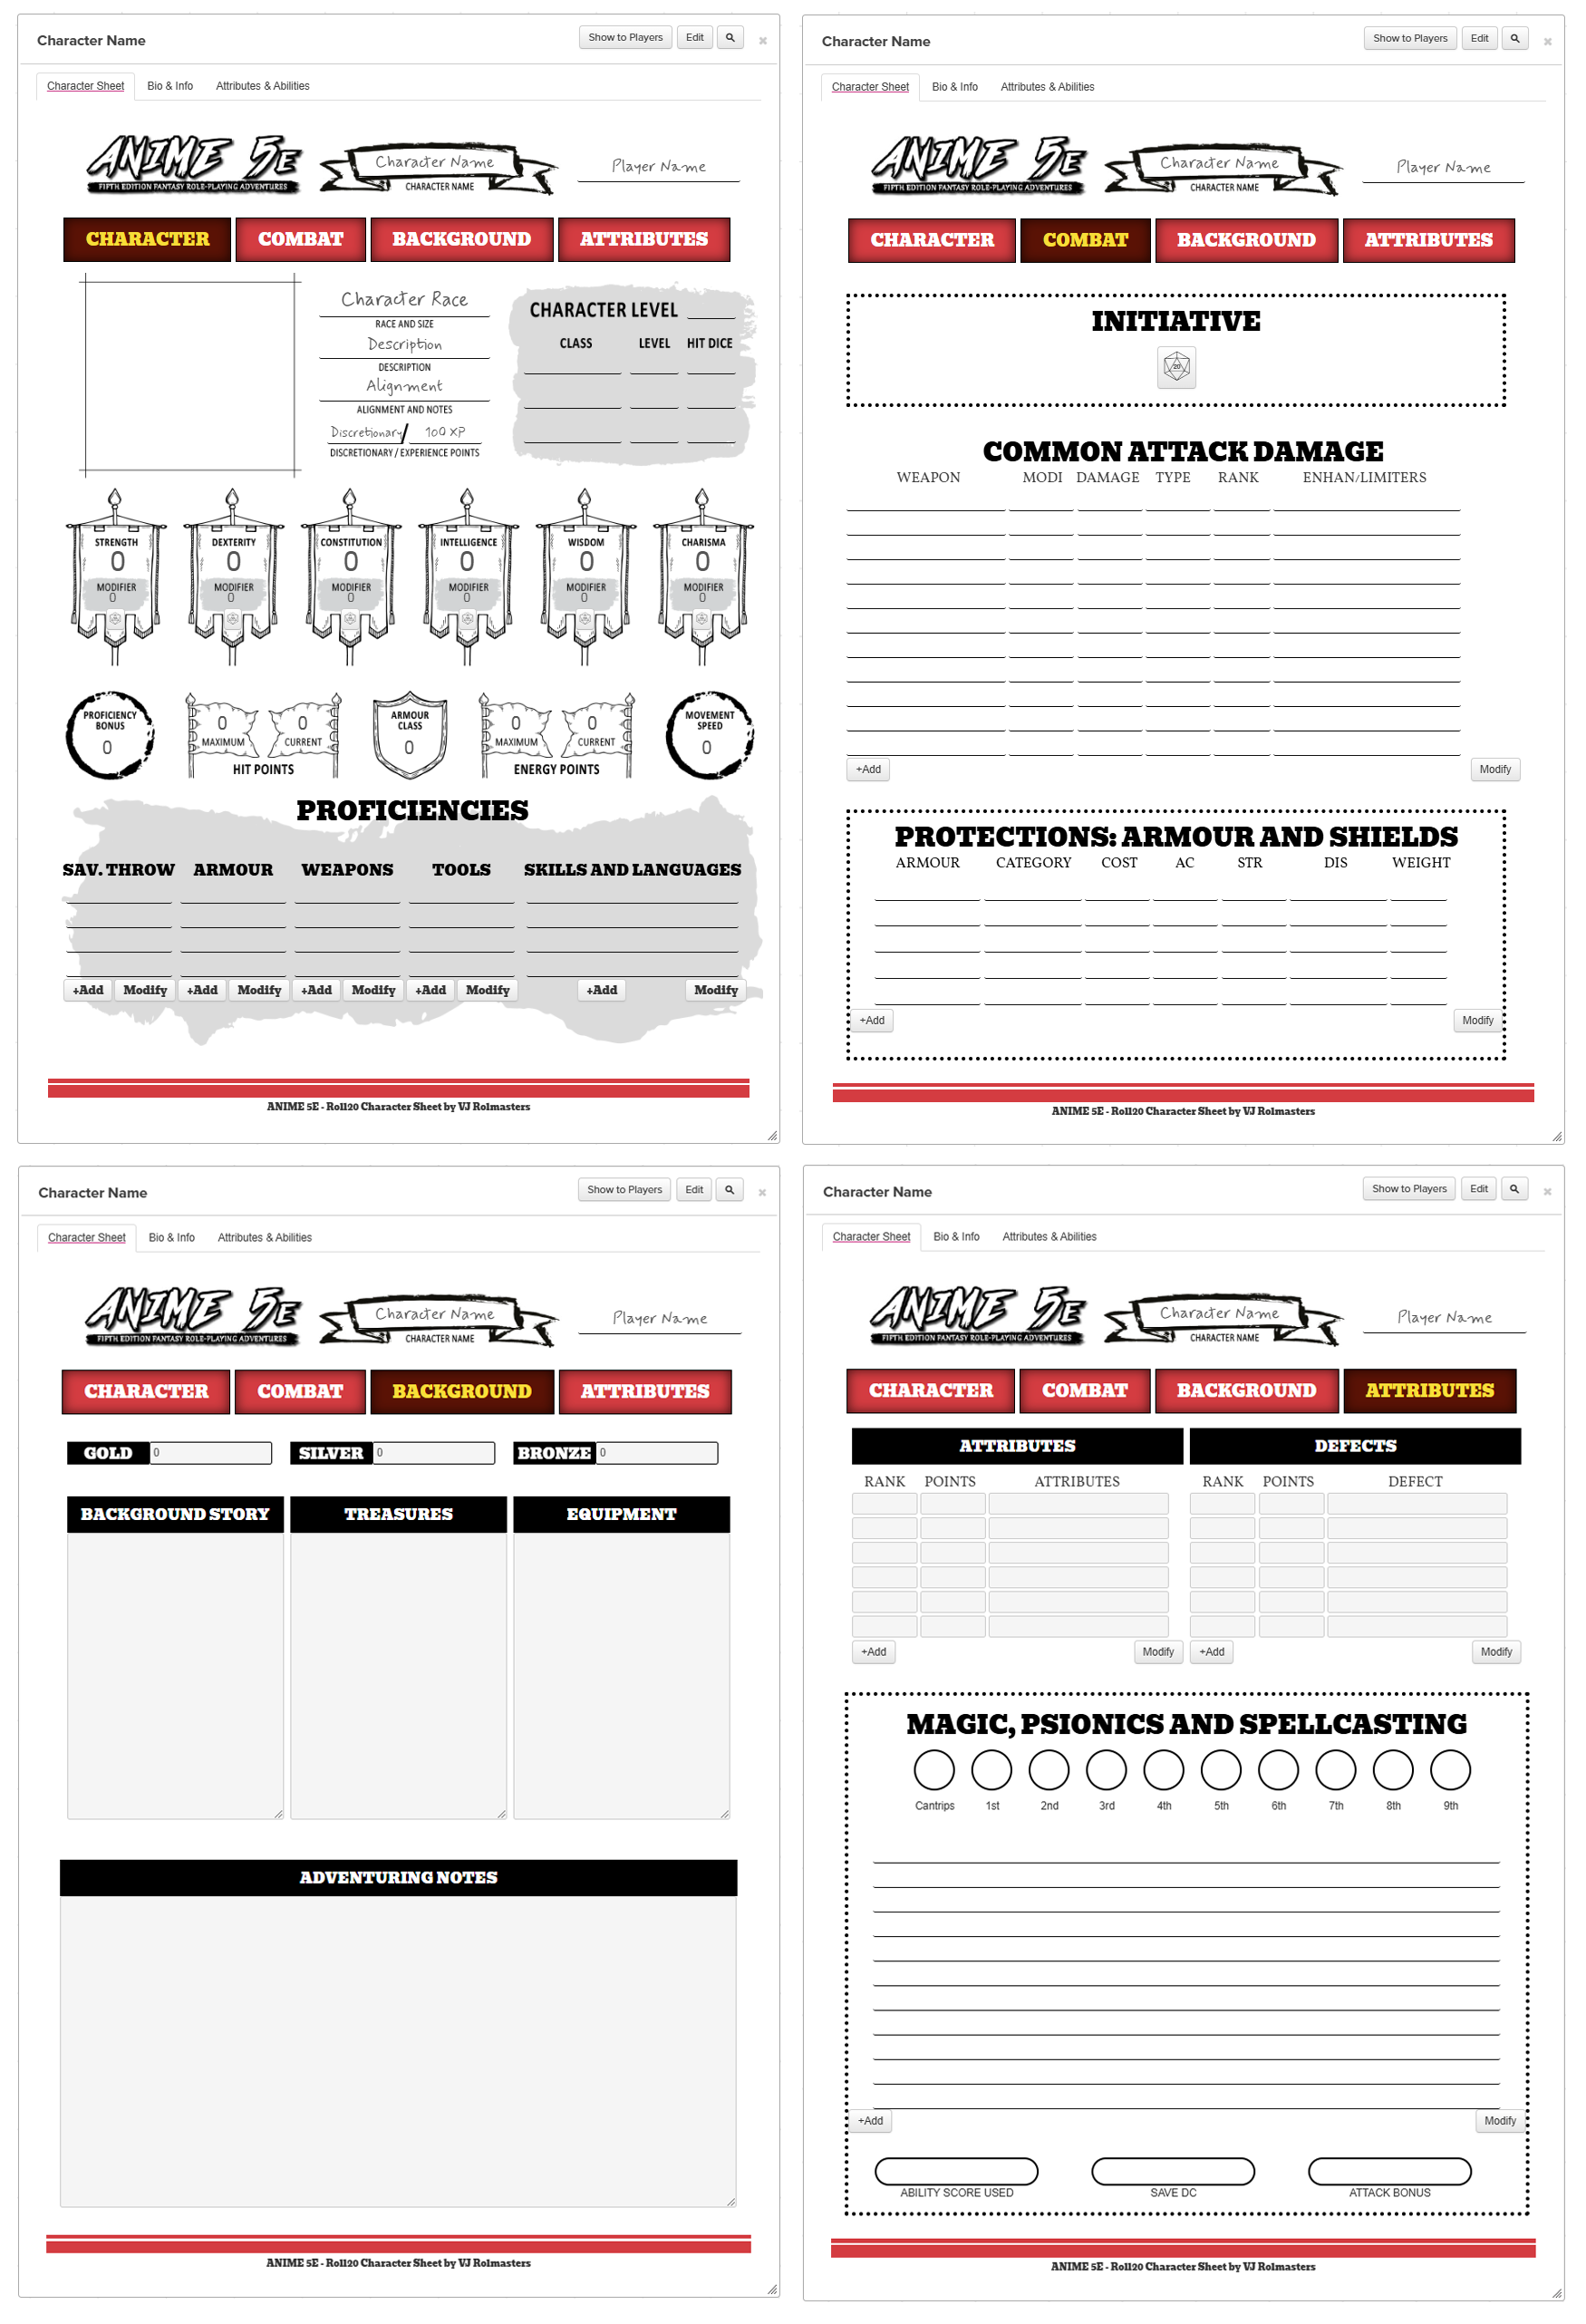 Character Name
Show to Players Edit
Character Sheet Bio & Info Attributes & Abilities
ANIME 5E
FIFTH EDITION FANTASY ROLE-PLAYING ADVENTURES
Character Name
CHARACTER NAME
Player Name
CHARACTER COMBAT BACKGROUND ATTRIBUTES
Character Race
RACE AND SIZE
Description
DESCRIPTION
Alignment
ALIGNMENT AND NOTES
Discretionary / 100 XP
DISCRETIONARY / EXPERIENCE POINTS
CHARACTER LEVEL
CLASS LEVEL HIT DICE
STRENGTH DEXTERITY CONSTITUTION INTELLIGENCE WISDOM CHARISMA
0 0 0 0 0 0
MODIFIER MODIFIER MODIFIER MODIFIER MODIFIER MODIFIER
0 0 0 0 0 0
PROFICIENCY BONUS
0
0 0
MAXIMUM CURRENT
HIT POINTS
ARMOUR CLASS
0
0 0
MAXIMUM CURRENT
ENERGY POINTS
MOVEMENT SPEED
0
PROFICIENCIES
SAV. THROW ARMOUR WEAPONS TOOLS SKILLS AND LANGUAGES
+Add Modify +Add Modify +Add Modify +Add Modify +Add Modify
ANIME 5E - Roll20 Character Sheet by VJ Rolmasters
Character Name
Show to Players Edit
Character Sheet Bio & Info Attributes & Abilities
ANIME 5E
FIFTH EDITION FANTASY ROLE-PLAYING ADVENTURES
Character Name
CHARACTER NAME
Player Name
CHARACTER COMBAT BACKGROUND ATTRIBUTES
INITIATIVE
20
COMMON ATTACK DAMAGE
WEAPON MODI DAMAGE TYPE RANK ENHAN/LIMITERS
+Add Modify
PROTECTIONS: ARMOUR AND SHIELDS
ARMOUR CATEGORY COST AC STR DIS WEIGHT
+Add Modify
ANIME 5E - Roll20 Character Sheet by VJ Rolmasters
Character Name
Show to Players Edit
Character Sheet Bio & Info Attributes & Abilities
ANIME 5E
FIFTH EDITION FANTASY ROLE-PLAYING ADVENTURES
Character Name
CHARACTER NAME
Player Name
CHARACTER COMBAT BACKGROUND ATTRIBUTES
GOLD 0 SILVER 0 BRONZE 0
BACKGROUND STORY TREASURES EQUIPMENT
ADVENTURING NOTES
ANIME 5E - Roll20 Character Sheet by VJ Rolmasters
Character Name
Show to Players Edit
Character Sheet Bio & Info Attributes & Abilities
ANIME 5E
FIFTH EDITION FANTASY ROLE-PLAYING ADVENTURES
Character Name
CHARACTER NAME
Player Name
CHARACTER COMBAT BACKGROUND ATTRIBUTES
ATTRIBUTES DEFECTS
RANK POINTS ATTRIBUTES RANK POINTS DEFECT
+Add Modify +Add Modify
MAGIC, PSIONICS AND SPELLCASTING
Cantrips 1st 2nd 3rd 4th 5th 6th 7th 8th 9th
+Add Modify
ABILITY SCORE USED SAVE DC ATTACK BONUS
ANIME 5E - Roll20 Character Sheet by VJ Rolmasters